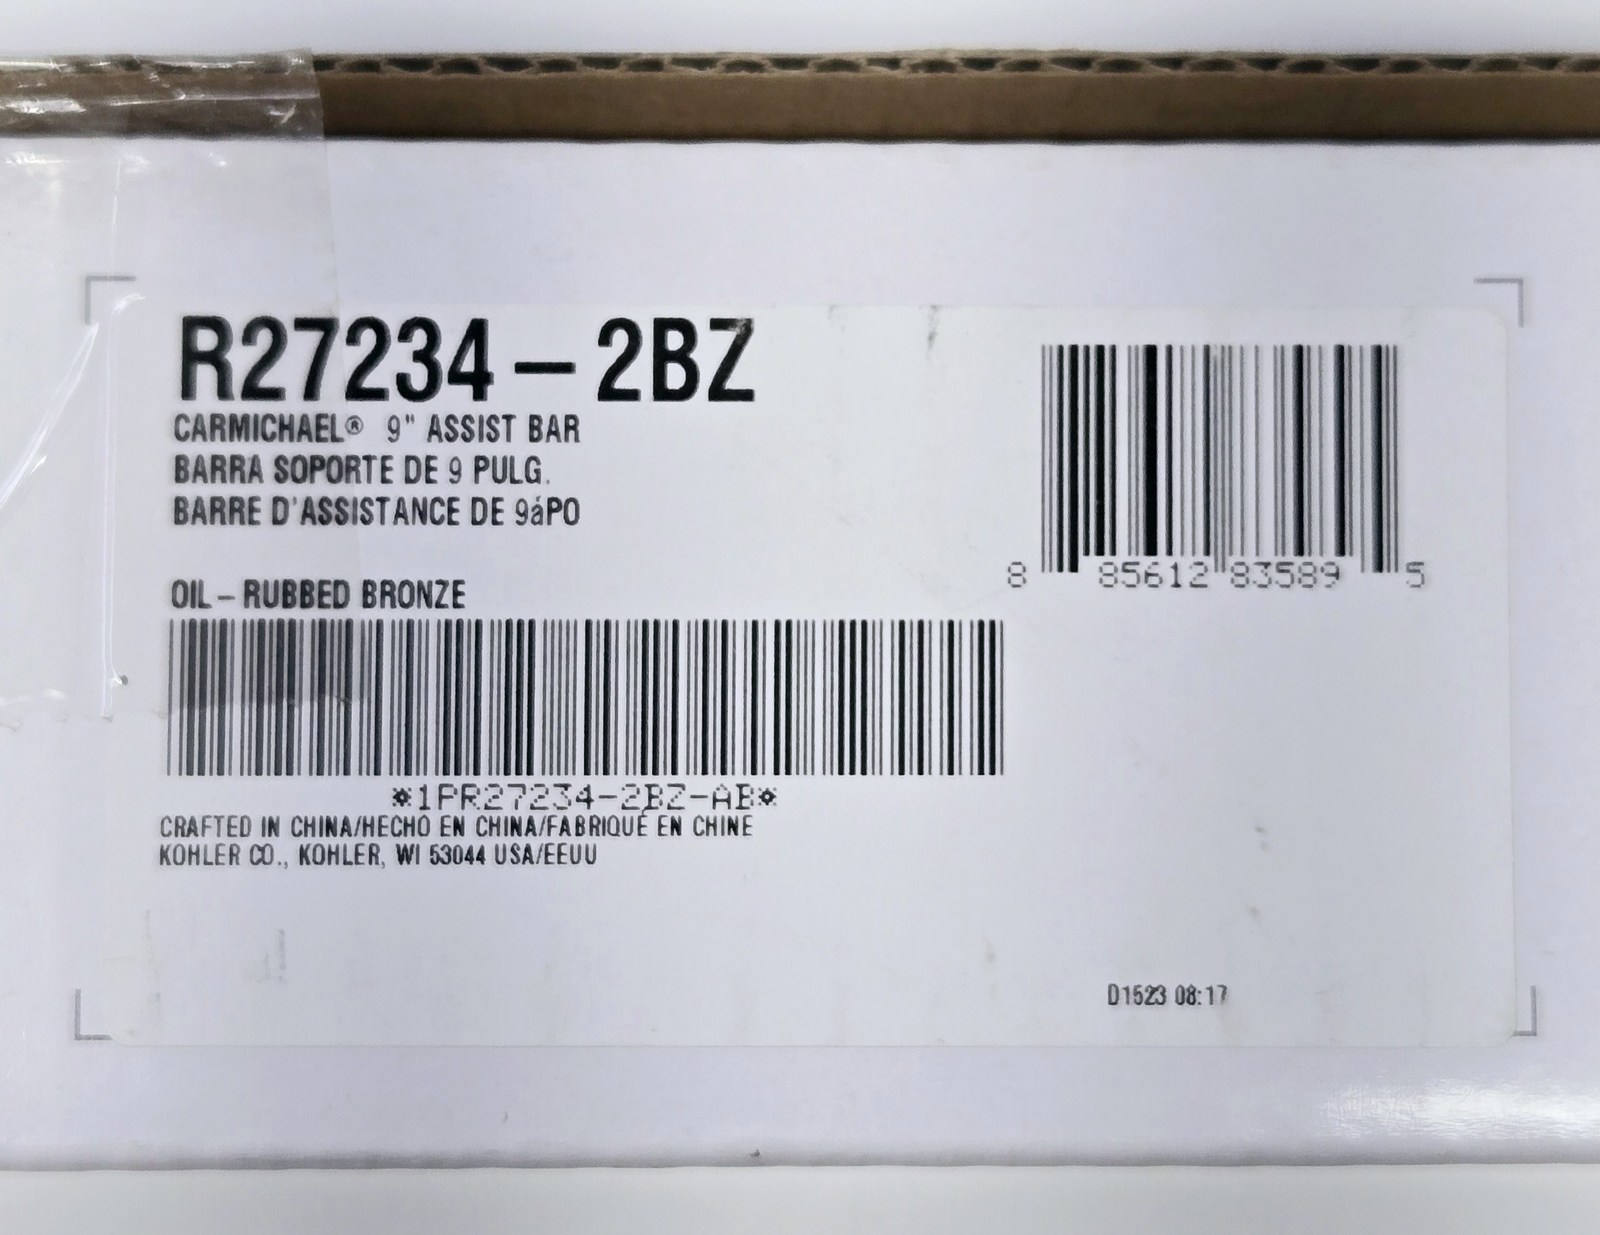 R27234-2BZ
CARMICHAEL® 9" ASSIST BAR
BARRA SOPORTE DE 9 PULG.
BARRE D'ASSISTANCE DE 9áPO
OIL-RUBBED BRONZE
*1PR27234-2BZ-AB*
CRAFTED IN CHINA/HECHO EN CHINA/FABRIQUÉ EN CHINE
KOHLER CO., KOHLER, WI 53044 USA/EEUU
8 85612 83589 5
D1523 08:17